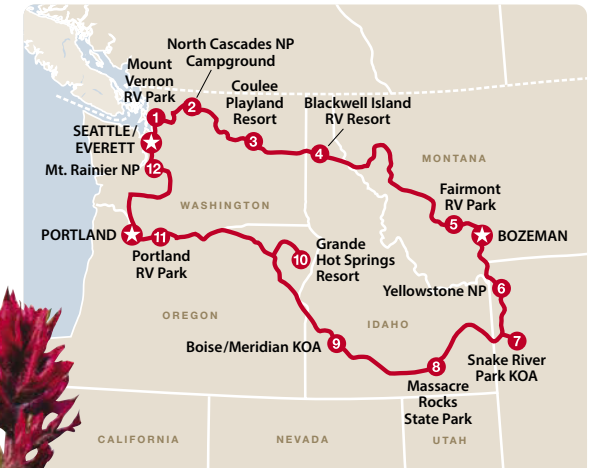 North Cascades NP
Campground
Mount
Vernon
RV Park
Coulee
Playland
Resort
Blackwell Island
RV Resort
1
2
3
4
SEATTLE/
EVERETT
Mt. Rainier NP
12
MONTANA
Fairmont
RV Park
5
BOZEMAN
WASHINGTON
PORTLAND
11
Portland
RV Park
10
Grande
Hot Springs
Resort
Yellowstone NP
6
OREGON
IDAHO
Boise/Meridian KOA
9
7
Snake River
Park KOA
8
Massacre
Rocks
State Park
CALIFORNIA
NEVADA
UTAH